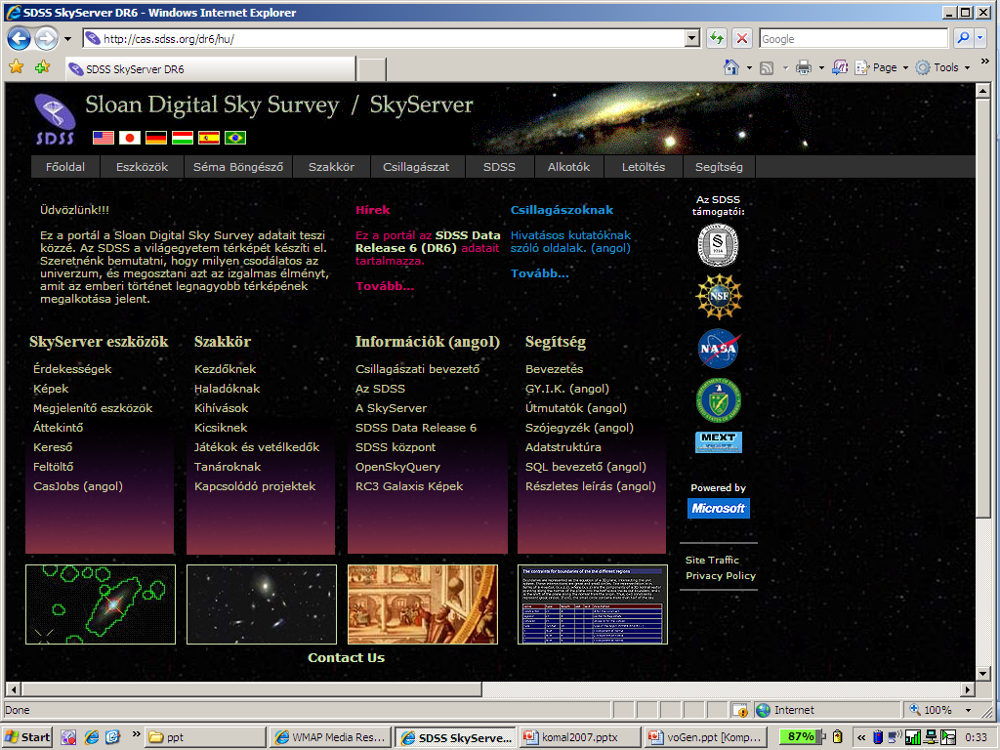 SDSS SkyServer DR6 - Windows Internet Explorer
http://cas.sdss.org/dr6/hu/
Google
SDSS SkyServer DR6
Page
Tools
Sloan Digital Sky Survey / SkyServer
SDSS
Főoldal Eszközök Séma Böngésző Szakkör Csillagászat SDSS Alkotók Letöltés Segítség
Üdvözlünk!!!
Ez a portál a Sloan Digital Sky Survey adatait teszi
közzé. Az SDSS a világegyetem térképét készíti el.
Szeretnénk bemutatni, hogy milyen csodálatos az
univerzum, és megosztani azt az izgalmas élményt,
amit az emberi történet legnagyobb térképének
megalkotása jelent.
Hírek
Ez a portál az SDSS Data
Release 6 (DR6) adatait
tartalmazza.
Tovább...
Csillagászoknak
Hivatásos kutatóknak
szóló oldalak. (angol)
Tovább...
Az SDSS
támogatói:
NSF
NASA
MEXT
Powered by
Microsoft
Site Traffic
Privacy Policy
SkyServer eszközök
Érdekességek
Képek
Megjelenítő eszközök
Áttekintő
Kereső
Feltöltő
CasJobs (angol)
Szakkör
Kezdőknek
Haladóknak
Kihívások
Kicsiknek
Játékok és vetélkedők
Tanároknak
Kapcsolódó projektek
Információk (angol)
Csillagászati bevezető
Az SDSS
A SkyServer
SDSS Data Release 6
SDSS központ
OpenSkyQuery
RC3 Galaxis Képek
Segítség
Bevezetés
GY.I.K. (angol)
Útmutatók (angol)
Szójegyzék (angol)
Adatstruktúra
SQL bevezető (angol)
Részletes leírás (angol)
Contact Us
Done
Internet
100%
Start
ppt
WMAP Media Res...
SDSS SkyServe...
komal2007.pptx
voGen.ppt [Komp...
87%
0:33